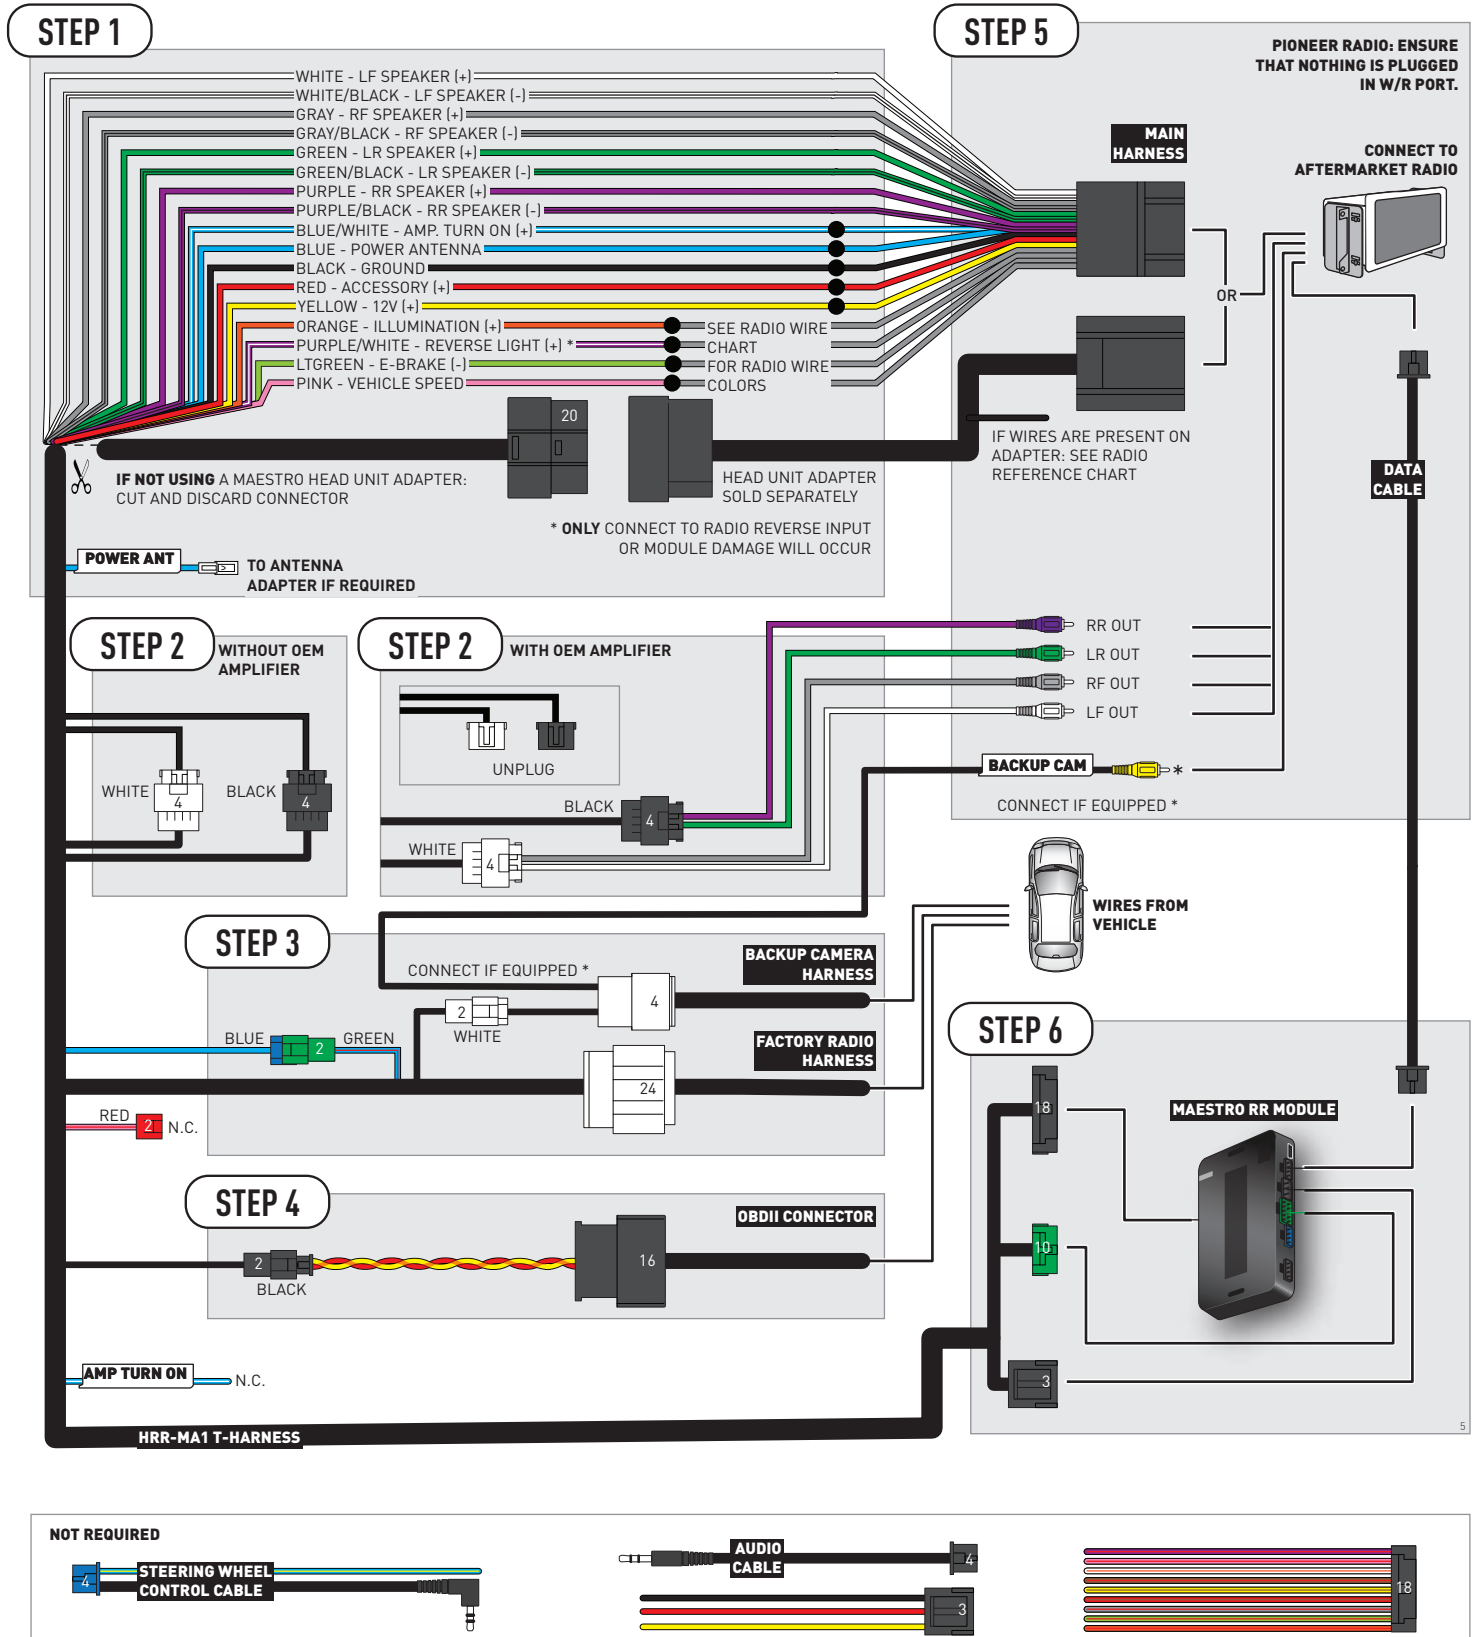 STEP 1
WHITE - LF SPEAKER (+)
WHITE/BLACK - LF SPEAKER (-)
GRAY - RF SPEAKER (+)
GRAY/BLACK - RF SPEAKER (-)
GREEN - LR SPEAKER (+)
GREEN/BLACK - LR SPEAKER (-)
PURPLE - RR SPEAKER (+)
PURPLE/BLACK - RR SPEAKER (-)
BLUE/WHITE - AMP. TURN ON (+)
BLUE - POWER ANTENNA
BLACK - GROUND
RED - ACCESSORY (+)
YELLOW - 12V (+)
ORANGE - ILLUMINATION (+)
PURPLE/WHITE - REVERSE LIGHT (+) *
LTGREEN - E-BRAKE (-)
PINK - VEHICLE SPEED
SEE RADIO WIRE
CHART
FOR RADIO WIRE
COLORS
20
IF NOT USING A MAESTRO HEAD UNIT ADAPTER:
CUT AND DISCARD CONNECTOR
HEAD UNIT ADAPTER
SOLD SEPARATELY
* ONLY CONNECT TO RADIO REVERSE INPUT
OR MODULE DAMAGE WILL OCCUR
POWER ANT
TO ANTENNA
ADAPTER IF REQUIRED
STEP 5
PIONEER RADIO: ENSURE
THAT NOTHING IS PLUGGED
IN W/R PORT.
MAIN
HARNESS
CONNECT TO
AFTERMARKET RADIO
OR
IF WIRES ARE PRESENT ON
ADAPTER: SEE RADIO
REFERENCE CHART
DATA
CABLE
RR OUT
LR OUT
RF OUT
LF OUT
BACKUP CAM
*
CONNECT IF EQUIPPED *
STEP 2
WITHOUT OEM
AMPLIFIER
WHITE
4
BLACK
4
STEP 2
WITH OEM AMPLIFIER
UNPLUG
BLACK
4
WHITE
4
WIRES FROM
VEHICLE
STEP 3
BACKUP CAMERA
HARNESS
CONNECT IF EQUIPPED *
4
2
WHITE
BLUE
2
GREEN
FACTORY RADIO
HARNESS
24
RED
2
N.C.
STEP 4
OBDII CONNECTOR
2
BLACK
16
AMP TURN ON
N.C.
HRR-MA1 T-HARNESS
STEP 6
18
MAESTRO RR MODULE
10
3
5
NOT REQUIRED
4
STEERING WHEEL
CONTROL CABLE
AUDIO
CABLE
4
3
18